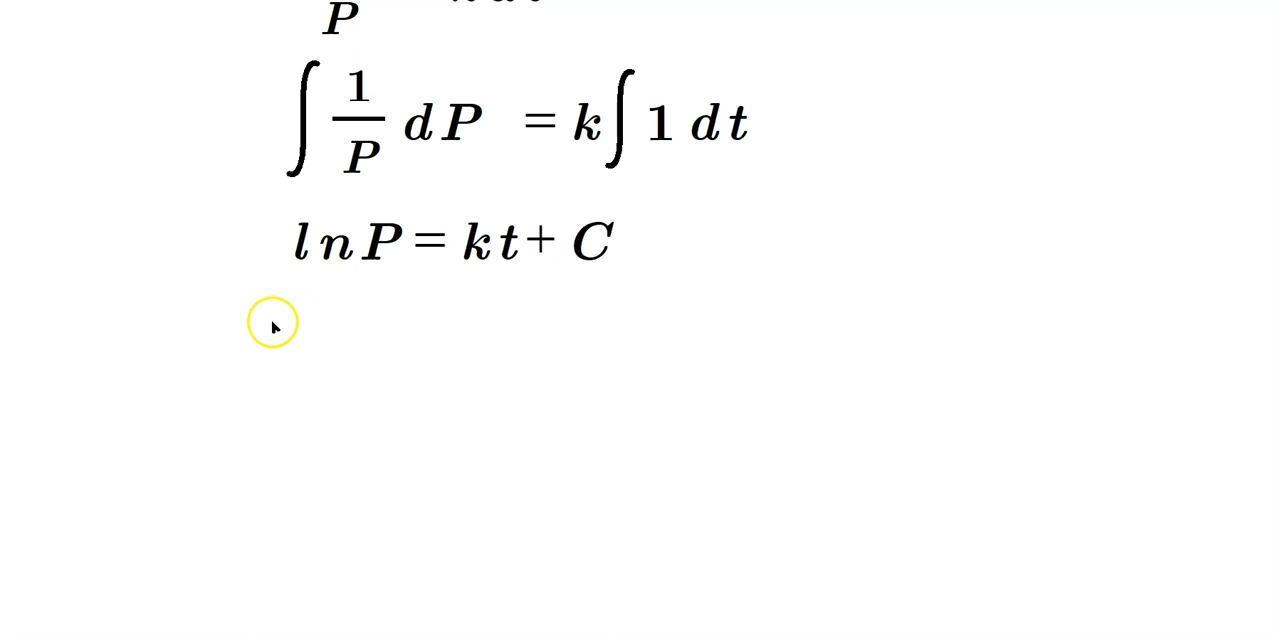 P
∫ 1/P dP = k∫ 1 dt
ln P = kt + C